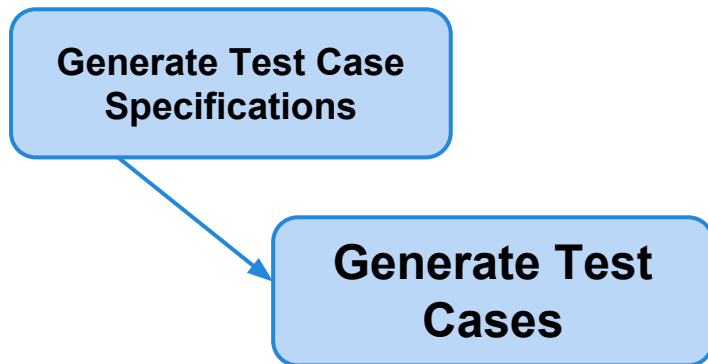 Generate Test Case
Specifications
Generate Test
Cases